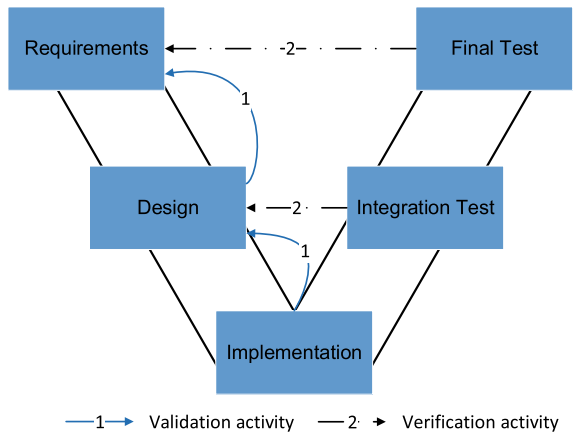 Requirements
2
Final Test
1
Design
2
Integration Test
1
Implementation
1 Validation activity
2 Verification activity